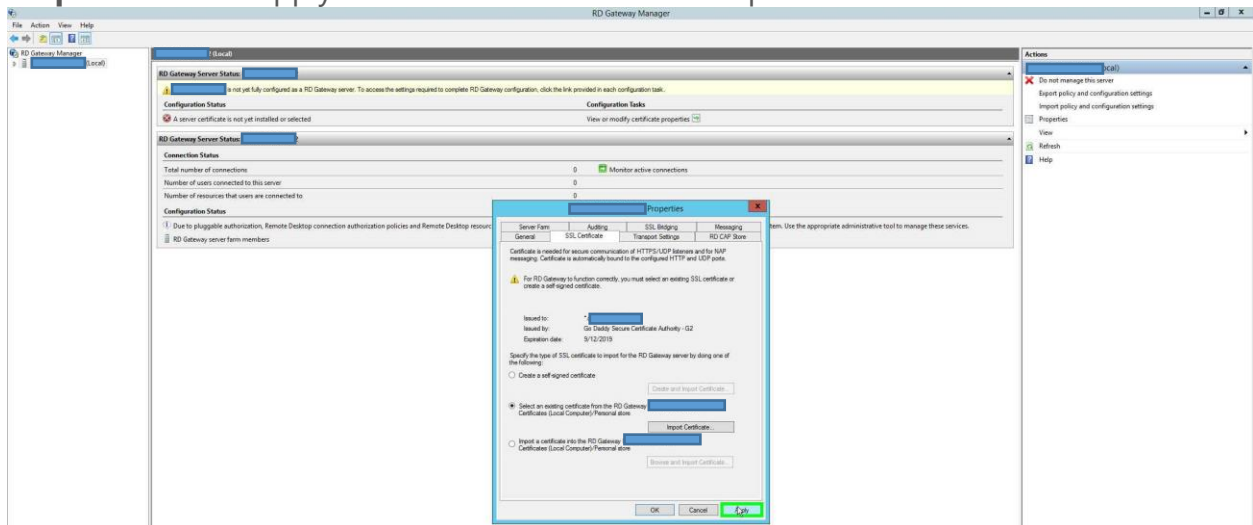 RD Gateway Manager
File Action View Help
RD Gateway Manager
(Local)
(Local)
RD Gateway Server Status:
is not yet fully configured as a RD Gateway server. To access the settings required to complete RD Gateway configuration, click the link provided in each configuration task.
Configuration Status Configuration Tasks
A server certificate is not yet installed or selected View or modify certificate properties
RD Gateway Server Status:
Connection Status
Total number of connections 0 Monitor active connections
Number of users connected to this server 0
Number of resources that users are connected to 0
Configuration Status
Due to pluggable authorization, Remote Desktop connection authorization policies and Remote Desktop resourc
tem. Use the appropriate administrative tool to manage these services.
RD Gateway server farm members
Properties
Server Farm Auditing SSL Bridging Messaging
General SSL Certificate Transport Settings RD CAP Store
Certificate is needed for secure communication of HTTPS/UDP listeners and for NAP
messaging. Certificate is automatically bound to the configured HTTP and UDP ports.
For RD Gateway to function correctly, you must select an existing SSL certificate or
create a self-signed certificate.
Issued to: *.
Issued by: Go Daddy Secure Certificate Authority - G2
Expiration date: 9/12/2019
Specify the type of SSL certificate to import for the RD Gateway server by doing one of
the following:
Create a self-signed certificate
Create and Import Certificate...
Select an existing certificate from the RD Gateway
Certificates (Local Computer)/Personal store
Import Certificate...
Import a certificate into the RD Gateway
Certificates (Local Computer)/Personal store
Browse and Import Certificate...
OK Cancel Apply
Actions
ocal)
Do not manage this server
Export policy and configuration settings
Import policy and configuration settings
Properties
View
Refresh
Help